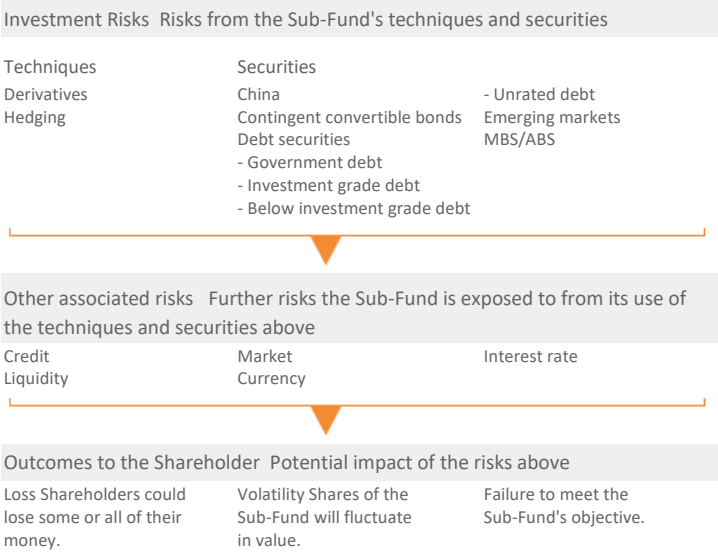 Investment Risks Risks from the Sub-Fund's techniques and securities
Techniques
Derivatives
Hedging
Securities
China
Contingent convertible bonds
Debt securities
- Government debt
- Investment grade debt
- Below investment grade debt
- Unrated debt
Emerging markets
MBS/ABS
Other associated risks Further risks the Sub-Fund is exposed to from its use of
the techniques and securities above
Credit
Liquidity
Market
Currency
Interest rate
Outcomes to the Shareholder Potential impact of the risks above
Loss Shareholders could
lose some or all of their
money.
Volatility Shares of the
Sub-Fund will fluctuate
in value.
Failure to meet the
Sub-Fund's objective.